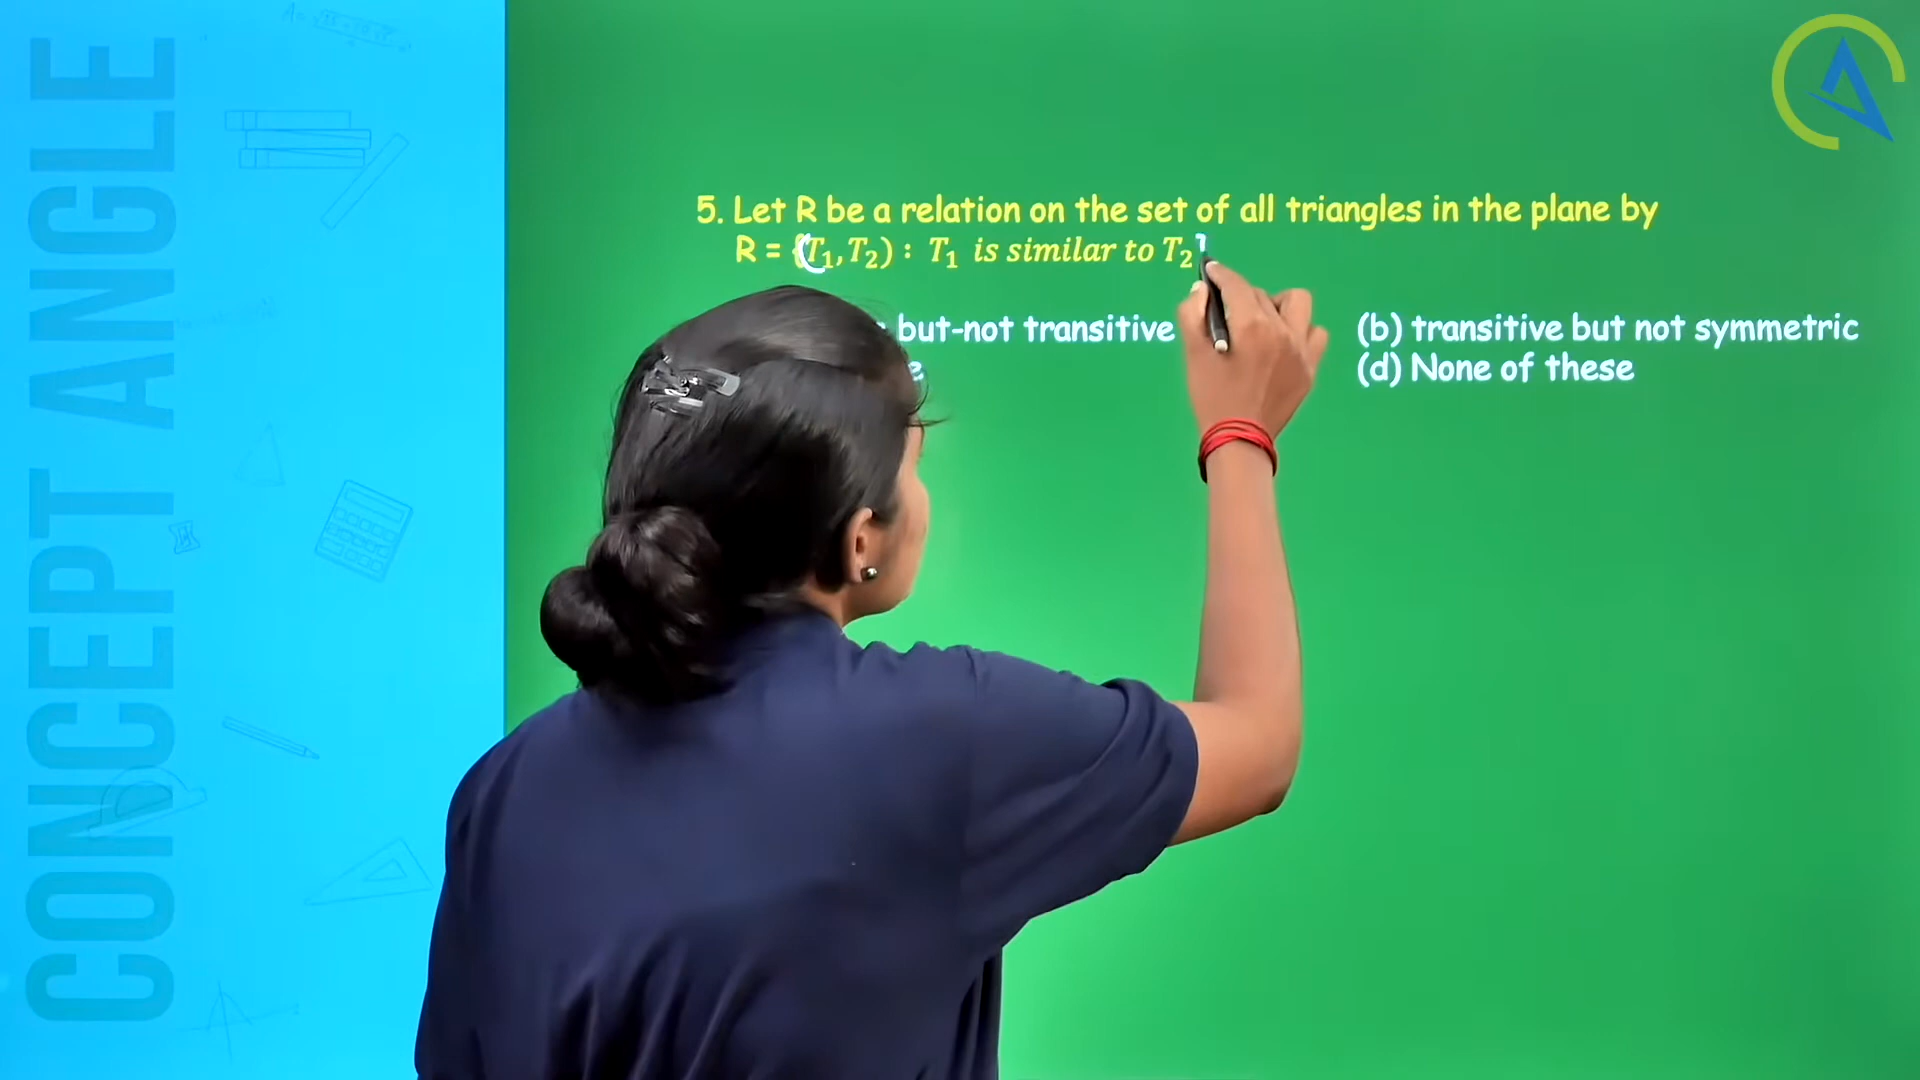 CONCEPT ANGLE
5. Let R be a relation on the set of all triangles in the plane by
R = {(T₁, T₂) : T₁ is similar to T₂}
but-not transitive
(b) transitive but not symmetric
(d) None of these